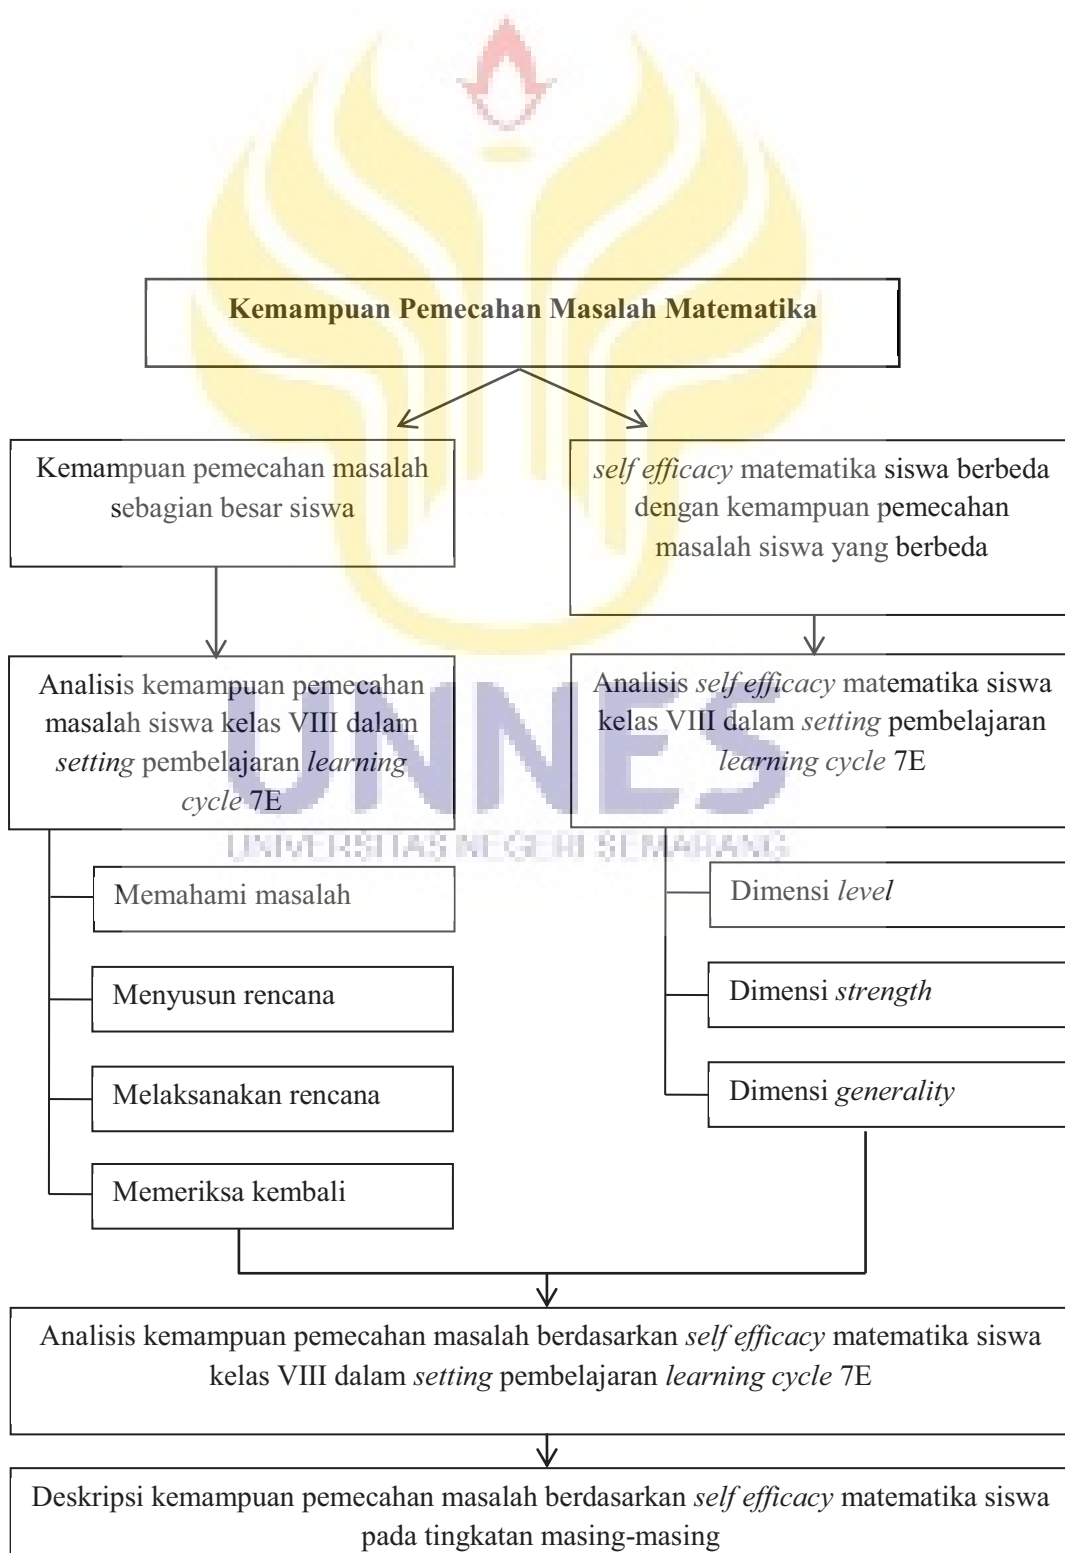 Kemampuan Pemecahan Masalah Matematika
Kemampuan pemecahan masalah
sebagian besar siswa
self efficacy matematika siswa berbeda
dengan kemampuan pemecahan
masalah siswa yang berbeda
Analisis kemampuan pemecahan
masalah siswa kelas VIII dalam
setting pembelajaran learning
cycle 7E
Analisis self efficacy matematika siswa
kelas VIII dalam setting pembelajaran
learning cycle 7E
UNNES
UNIVERSITAS NEGERI SEMARANG
Memahami masalah
Menyusun rencana
Melaksanakan rencana
Memeriksa kembali
Dimensi level
Dimensi strength
Dimensi generality
Analisis kemampuan pemecahan masalah berdasarkan self efficacy matematika siswa
kelas VIII dalam setting pembelajaran learning cycle 7E
Deskripsi kemampuan pemecahan masalah berdasarkan self efficacy matematika siswa
pada tingkatan masing-masing